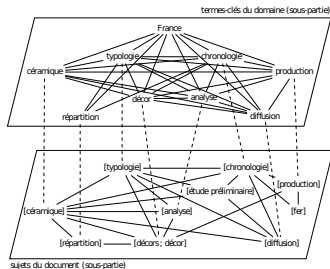 termes-clés du domaine (sous-partie)
France
typologie
chronologie
céramique
production
décor
analyse
répartition
diffusion
[typologie]
[chronologie]
[étude préliminaire]
[production]
[céramique]
[analyse]
[fer]
[répartition]
[décors ; décor]
[diffusion]
sujets du document (sous-partie)